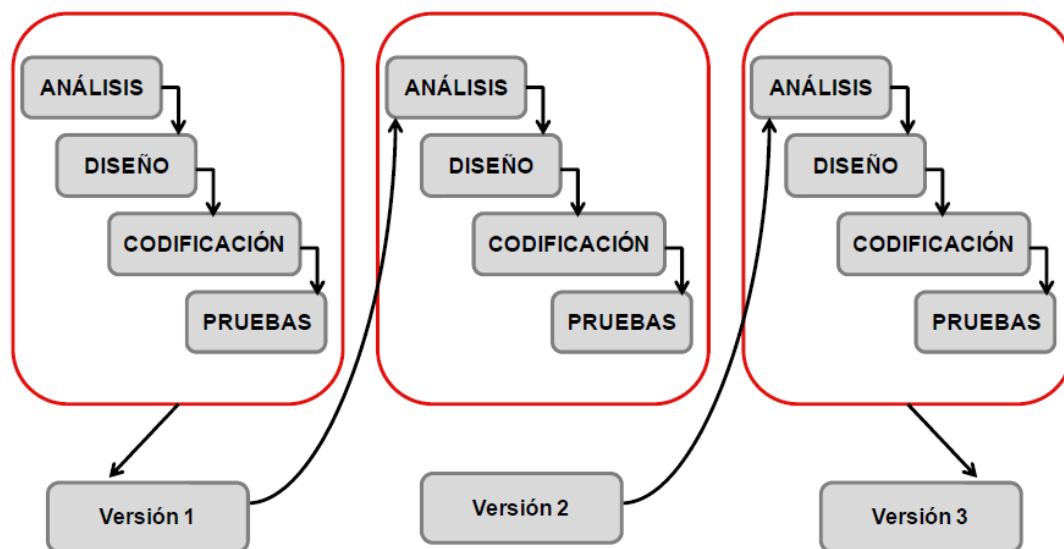 ANÁLISIS
DISEÑO
CODIFICACIÓN
PRUEBAS
Versión 1
ANÁLISIS
DISEÑO
CODIFICACIÓN
PRUEBAS
Versión 2
ANÁLISIS
DISEÑO
CODIFICACIÓN
PRUEBAS
Versión 3